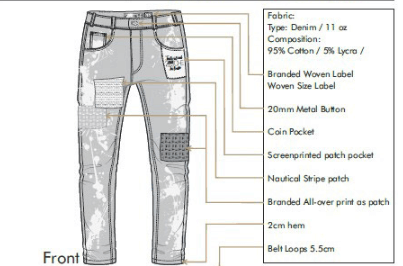 Fabric:
Type: Denim / 11 oz
Composition:
95% Cotton / 5% Lycra /
Branded Woven Label
Woven Size Label
20mm Metal Button
Coin Pocket
Screenprinted patch pocket
Nautical Stripe patch
Branded All-over print as patch
2cm hem
Belt Loops 5.5cm
Front